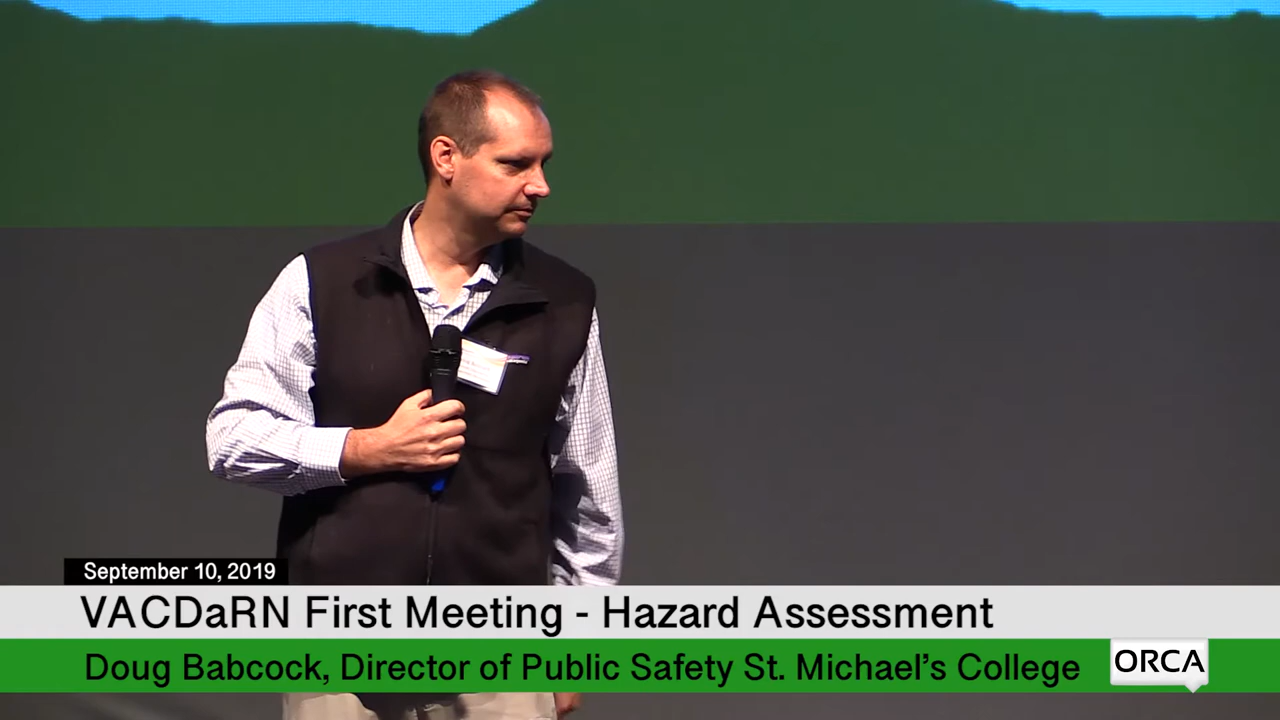 September 10, 2019
VACDaRN First Meeting - Hazard Assessment
Doug Babcock, Director of Public Safety St. Michael's College
ORCA